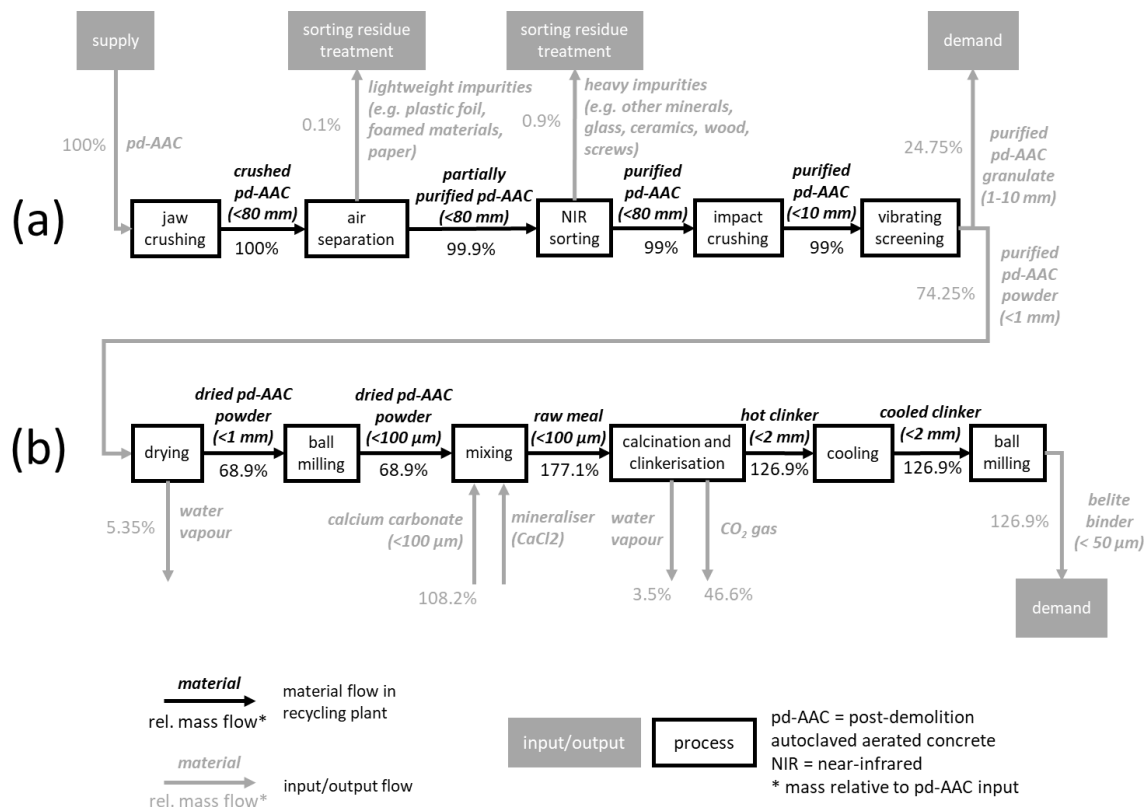 supply
sorting residue
treatment
sorting residue
treatment
demand
100%
pd-AAC
0.1%
lightweight impurities
(e.g. plastic foil,
foamed materials,
paper)
0.9%
heavy impurities
(e.g. other minerals,
glass, ceramics, wood,
screws)
24.75%
purified
pd-AAC
granulate
(1-10 mm)
(a)
jaw
crushing
crushed
pd-AAC
(<80 mm)
100%
air
separation
partially
purified pd-AAC
(<80 mm)
99.9%
NIR
sorting
purified
pd-AAC
(<80 mm)
99%
impact
crushing
purified
pd-AAC
(<10 mm)
99%
vibrating
screening
74.25%
purified
pd-AAC
powder
(<1 mm)
(b)
drying
dried pd-AAC
powder
(<1 mm)
68.9%
ball
milling
dried pd-AAC
powder
(<100 µm)
68.9%
mixing
raw meal
(<100 µm)
177.1%
calcination and
clinkerisation
hot clinker
(<2 mm)
126.9%
cooling
cooled clinker
(<2 mm)
126.9%
ball
milling
5.35%
water
vapour
calcium carbonate
(<100 µm)
108.2%
mineraliser
(CaCl2)
water
vapour
3.5%
CO₂ gas
46.6%
126.9%
belite
binder
(< 50 µm)
demand
material
rel. mass flow*
material flow in
recycling plant
material
rel. mass flow*
input/output flow
input/output
process
pd-AAC = post-demolition
autoclaved aerated concrete
NIR = near-infrared
* mass relative to pd-AAC input